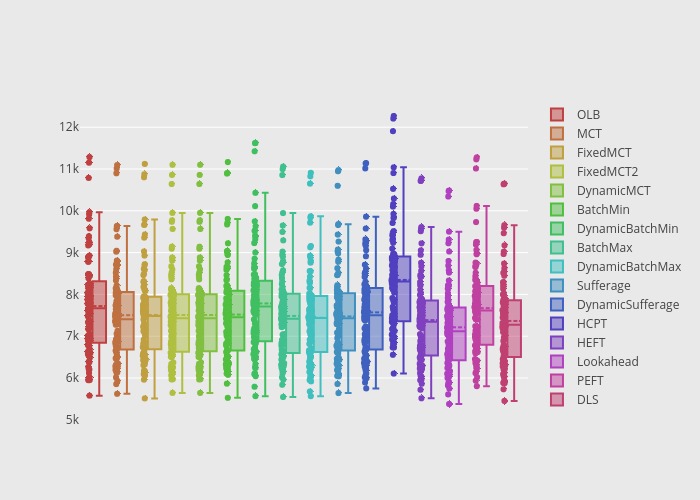 12k
11k
10k
9k
8k
7k
6k
5k
OLB
MCT
FixedMCT
FixedMCT2
DynamicMCT
BatchMin
DynamicBatchMin
BatchMax
DynamicBatchMax
Sufferage
DynamicSufferage
HCPT
HEFT
Lookahead
PEFT
DLS